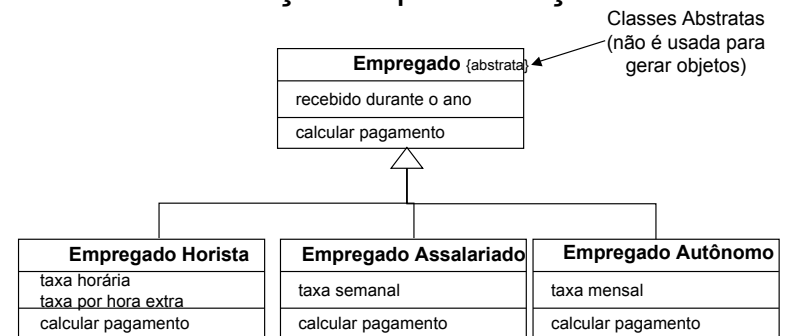 Classes Abstratas
(não é usada para
gerar objetos)
Empregado {abstrata}
recebido durante o ano
calcular pagamento
Empregado Horista
taxa horária
taxa por hora extra
calcular pagamento
Empregado Assalariado
taxa semanal
calcular pagamento
Empregado Autônomo
taxa mensal
calcular pagamento